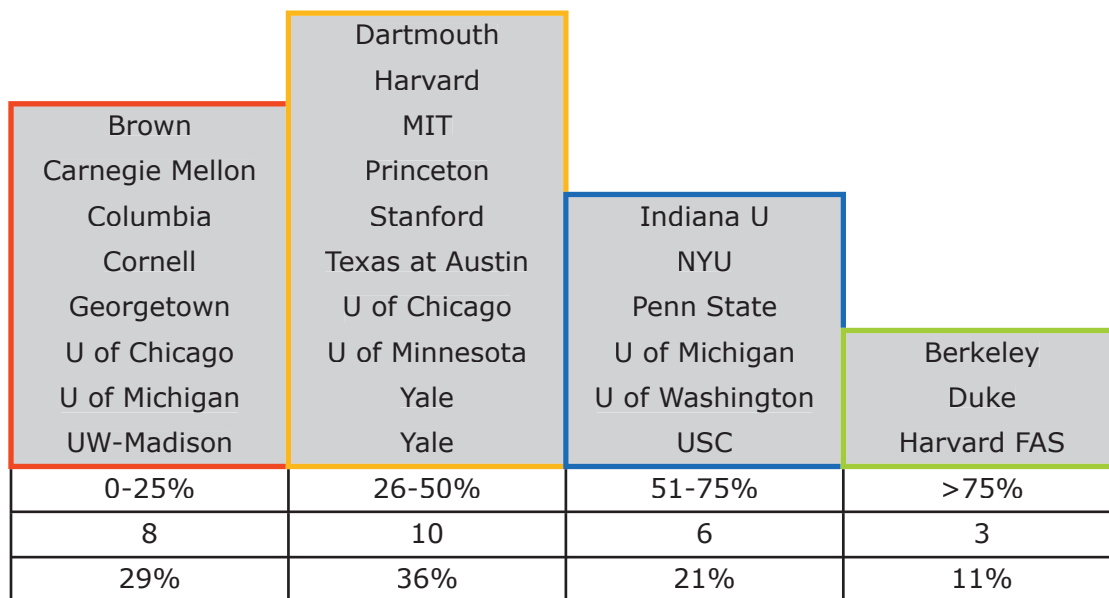 Dartmouth
Harvard
Brown
MIT
Carnegie Mellon
Princeton
Columbia
Stanford
Indiana U
Cornell
Texas at Austin
NYU
Georgetown
U of Chicago
Penn State
U of Chicago
U of Minnesota
U of Michigan
Berkeley
U of Michigan
Yale
U of Washington
Duke
UW-Madison
Yale
USC
Harvard FAS
0-25% 26-50% 51-75% >75%
8 10 6 3
29% 36% 21% 11%